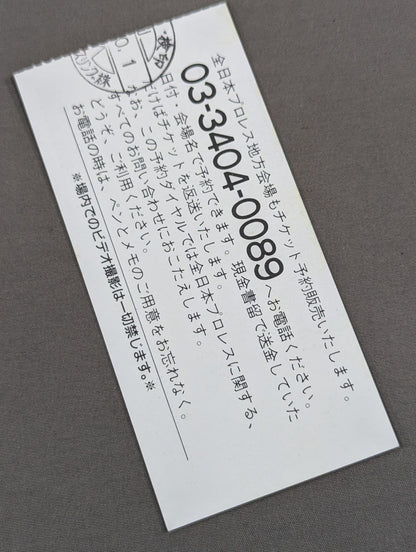 全日本プロレス地方会場もチケット予約販売いたします。
03-3404-0089へお電話ください。
日付・会場名で予約できます。現金書留で送金していた
けばチケットを返送いたします。
お、この予約ダイヤルでは全日本プロレスに関する、
すべてのお問い合わせにおこたえします。
どうぞ、ご利用ください。
お電話の時は、ペンとメモのご用意をお忘れなく。
※場内でのビデオ撮影は一切禁じます。※
0.1